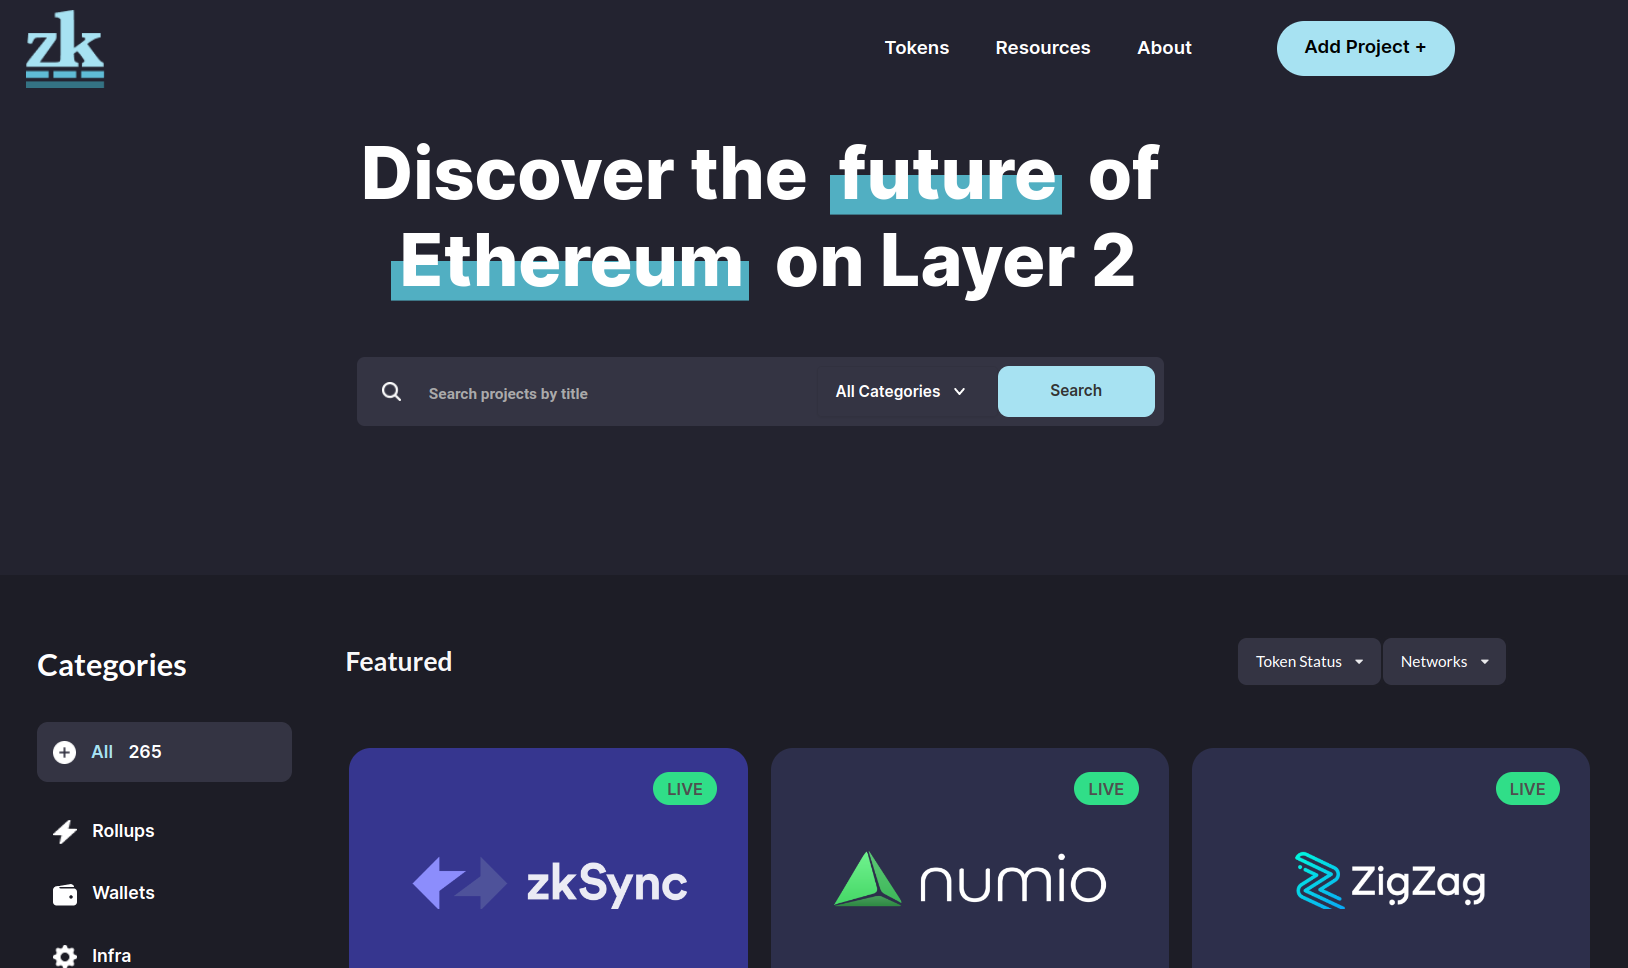 zk
Tokens Resources About Add Project +
Discover the future of
Ethereum on Layer 2
Search projects by title All Categories Search
Categories
Featured
Token Status Networks
All 265
Rollups
Wallets
Infra
LIVE
zkSync
LIVE
numio
LIVE
ZigZag